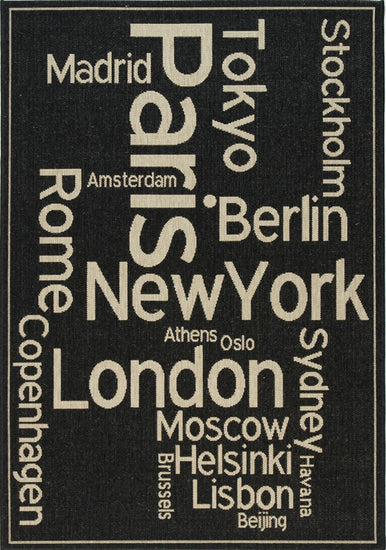 Madrid
Paris
Tokyo
Stockholm
Amsterdam
Rome
Berlin
NewYork
Athens
Oslo
Copenhagen
London
Sydney
Moscow
Helsinki
Brussels
Havana
Lisbon
Beijing